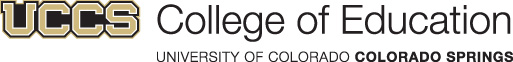 UCCS College of Education
UNIVERSITY OF COLORADO COLORADO SPRINGS